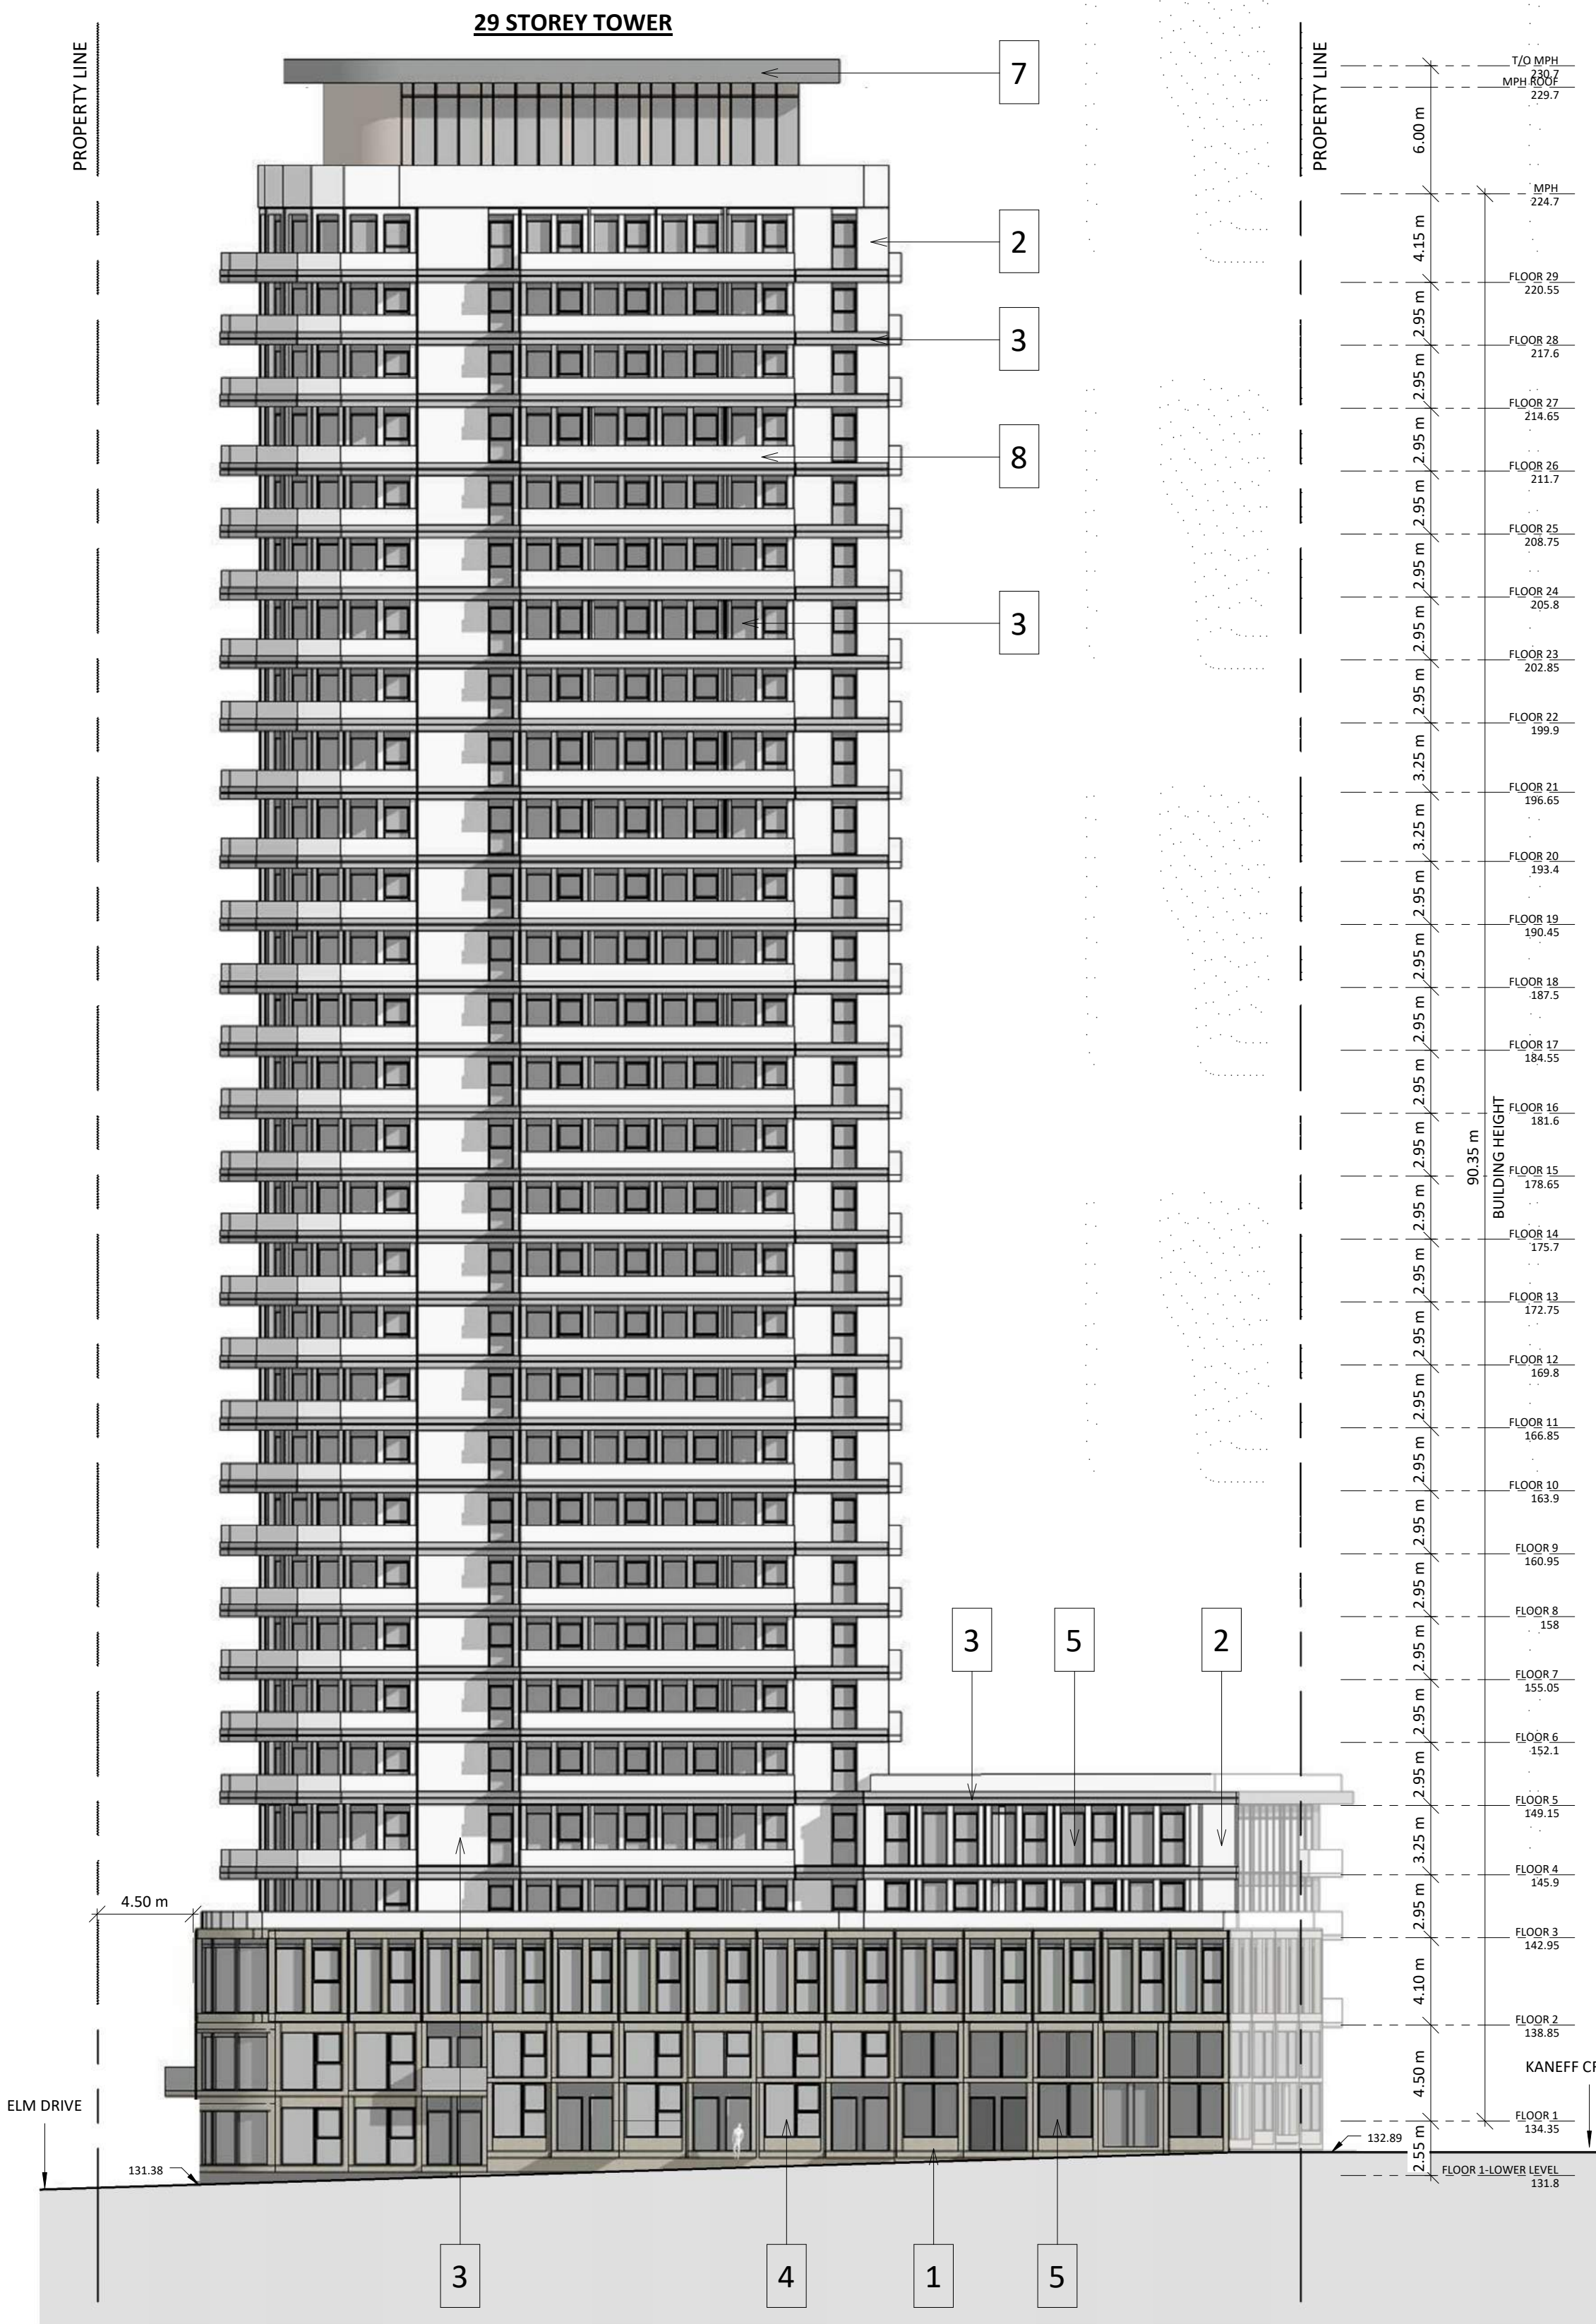 29 STOREY TOWER
PROPERTY LINE
PROPERTY LINE
7
2
3
8
3
3
5
2
3
4
1
5
T/O MPH
230.7
MPH ROOF
229.7
6.00 m
MPH
224.7
4.15 m
FLOOR 29
220.55
2.95 m
FLOOR 28
217.6
2.95 m
FLOOR 27
214.65
2.95 m
FLOOR 26
211.7
2.95 m
FLOOR 25
208.75
2.95 m
FLOOR 24
205.8
2.95 m
FLOOR 23
202.85
2.95 m
FLOOR 22
199.9
3.25 m
FLOOR 21
196.65
3.25 m
FLOOR 20
193.4
2.95 m
FLOOR 19
190.45
2.95 m
FLOOR 18
187.5
2.95 m
FLOOR 17
184.55
2.95 m
FLOOR 16
181.6
2.95 m
FLOOR 15
178.65
2.95 m
FLOOR 14
175.7
2.95 m
FLOOR 13
172.75
2.95 m
FLOOR 12
169.8
2.95 m
FLOOR 11
166.85
2.95 m
FLOOR 10
163.9
2.95 m
FLOOR 9
160.95
2.95 m
FLOOR 8
158
2.95 m
FLOOR 7
155.05
2.95 m
FLOOR 6
152.1
2.95 m
FLOOR 5
149.15
3.25 m
FLOOR 4
145.9
2.95 m
FLOOR 3
142.95
4.10 m
FLOOR 2
138.85
4.50 m
FLOOR 1
134.35
2.55 m
FLOOR 1-LOWER LEVEL
131.8
90.35 m
BUILDING HEIGHT
4.50 m
ELM DRIVE
131.38
132.89
KANEFF CR